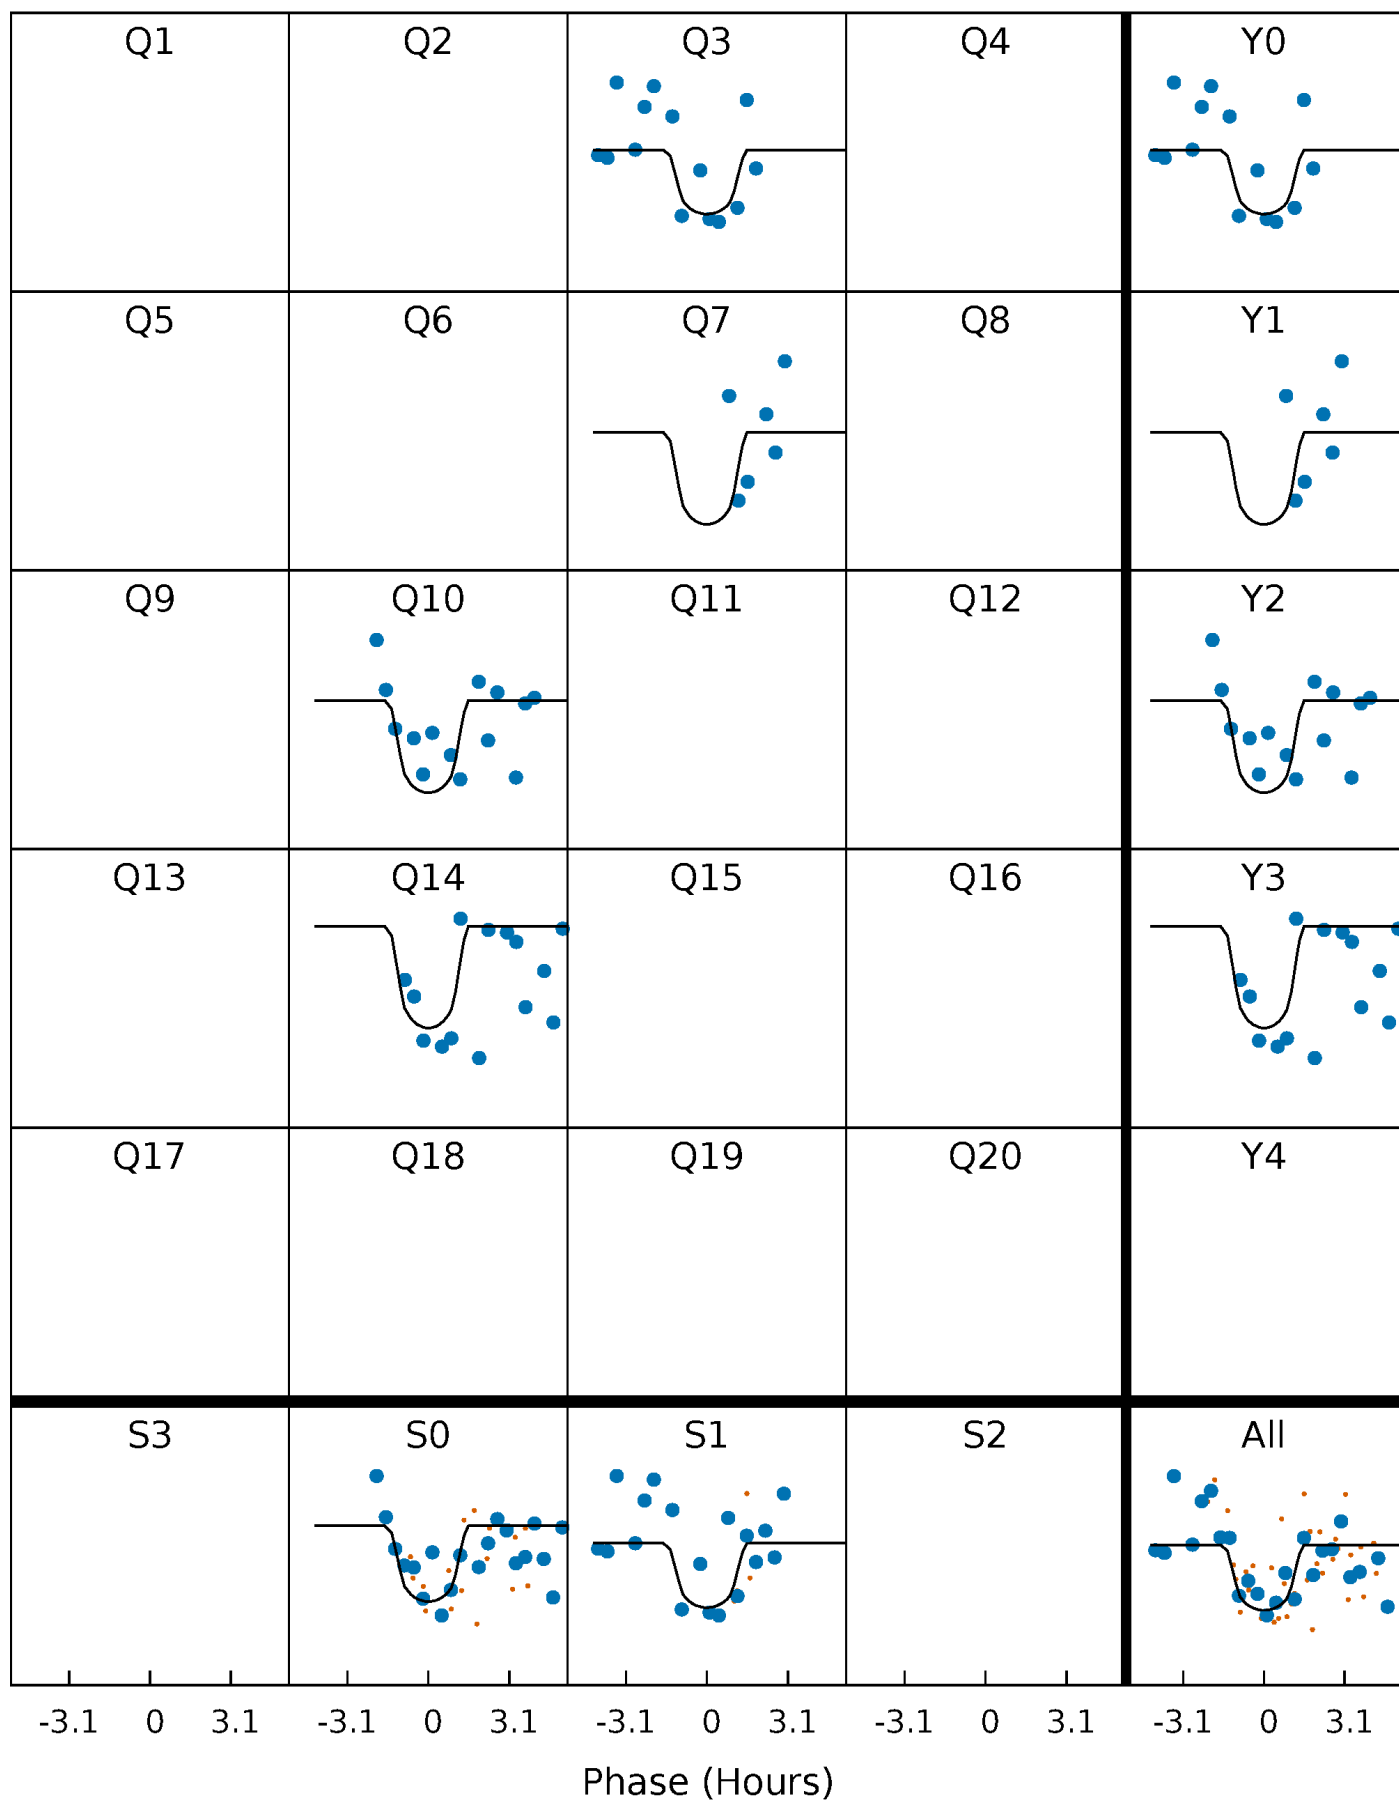 Q1 Q2 Q3 Q4 Y0
Q5 Q6 Q7 Q8 Y1
Q9 Q10 Q11 Q12 Y2
Q13 Q14 Q15 Q16 Y3
Q17 Q18 Q19 Q20 Y4
S3 S0 S1 S2 All
-3.1 0 3.1 -3.1 0 3.1 -3.1 0 3.1 -3.1 0 3.1 -3.1 0 3.1
Phase (Hours)